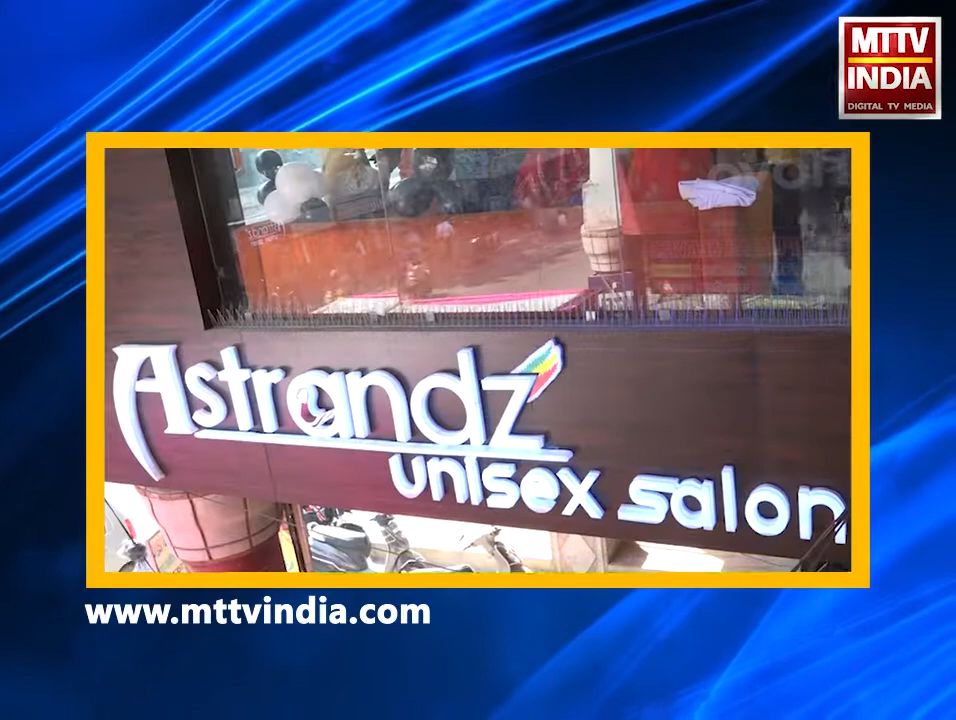 MTTV
INDIA
DIGITAL TV MEDIA
Astrandz
unisex salon
www.mttvindia.com